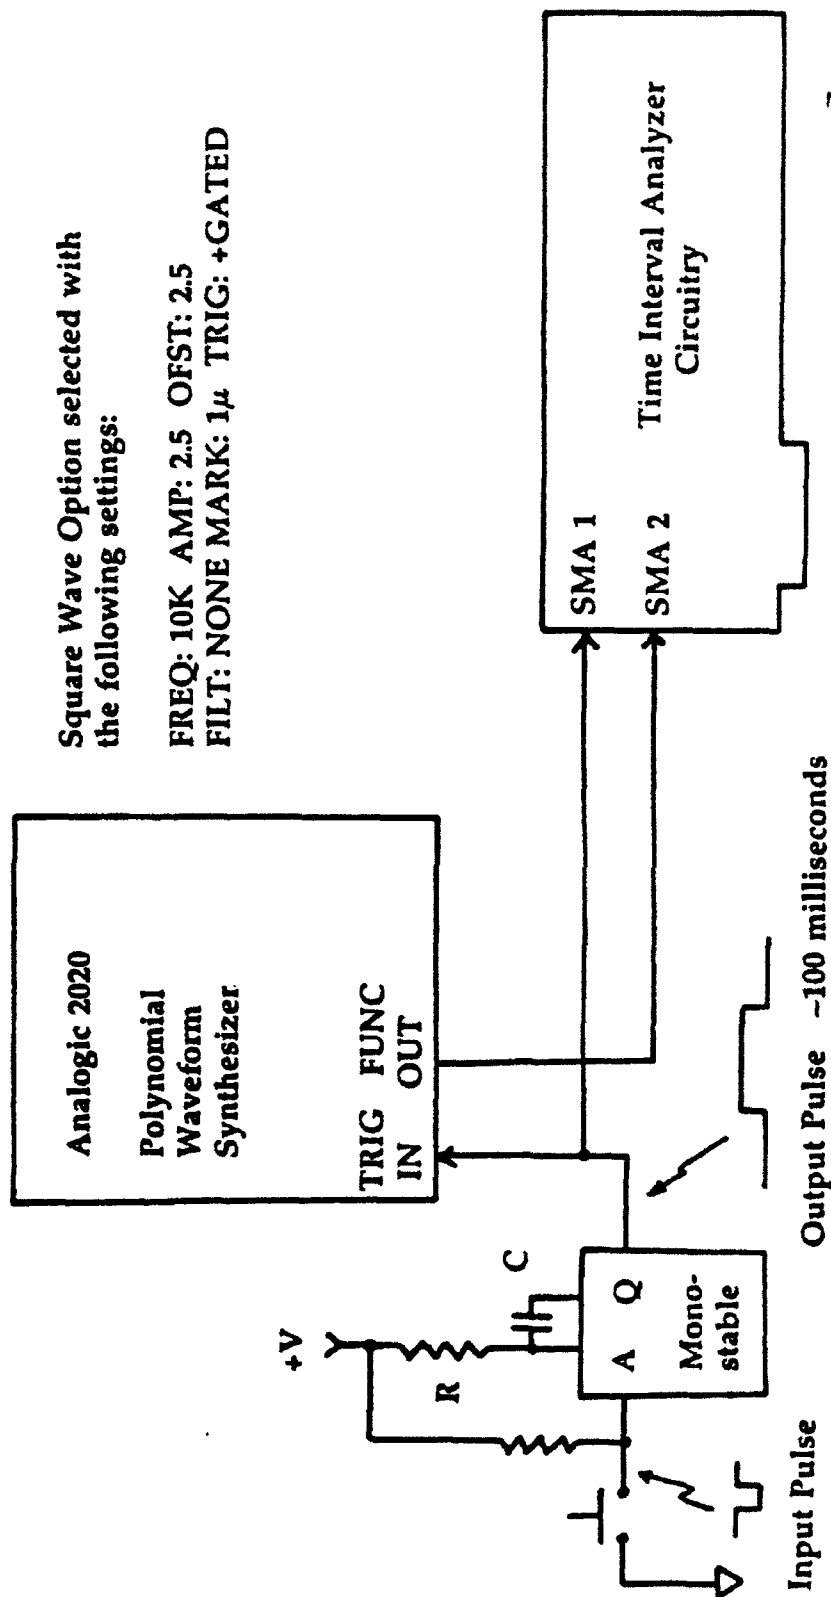 Square Wave Option selected with
the following settings:
FREQ: 10K AMP: 2.5 OFST: 2.5
FILT: NONE MARK: 1μ TRIG: +GATED
Analogic 2020
Polynomial
Waveform
Synthesizer
TRIG FUNC
IN OUT
+V
R
C
A Q
Mono-
stable
SMA 1
SMA 2
Time Interval Analyzer
Circuitry
Input Pulse
Output Pulse ~100 milliseconds